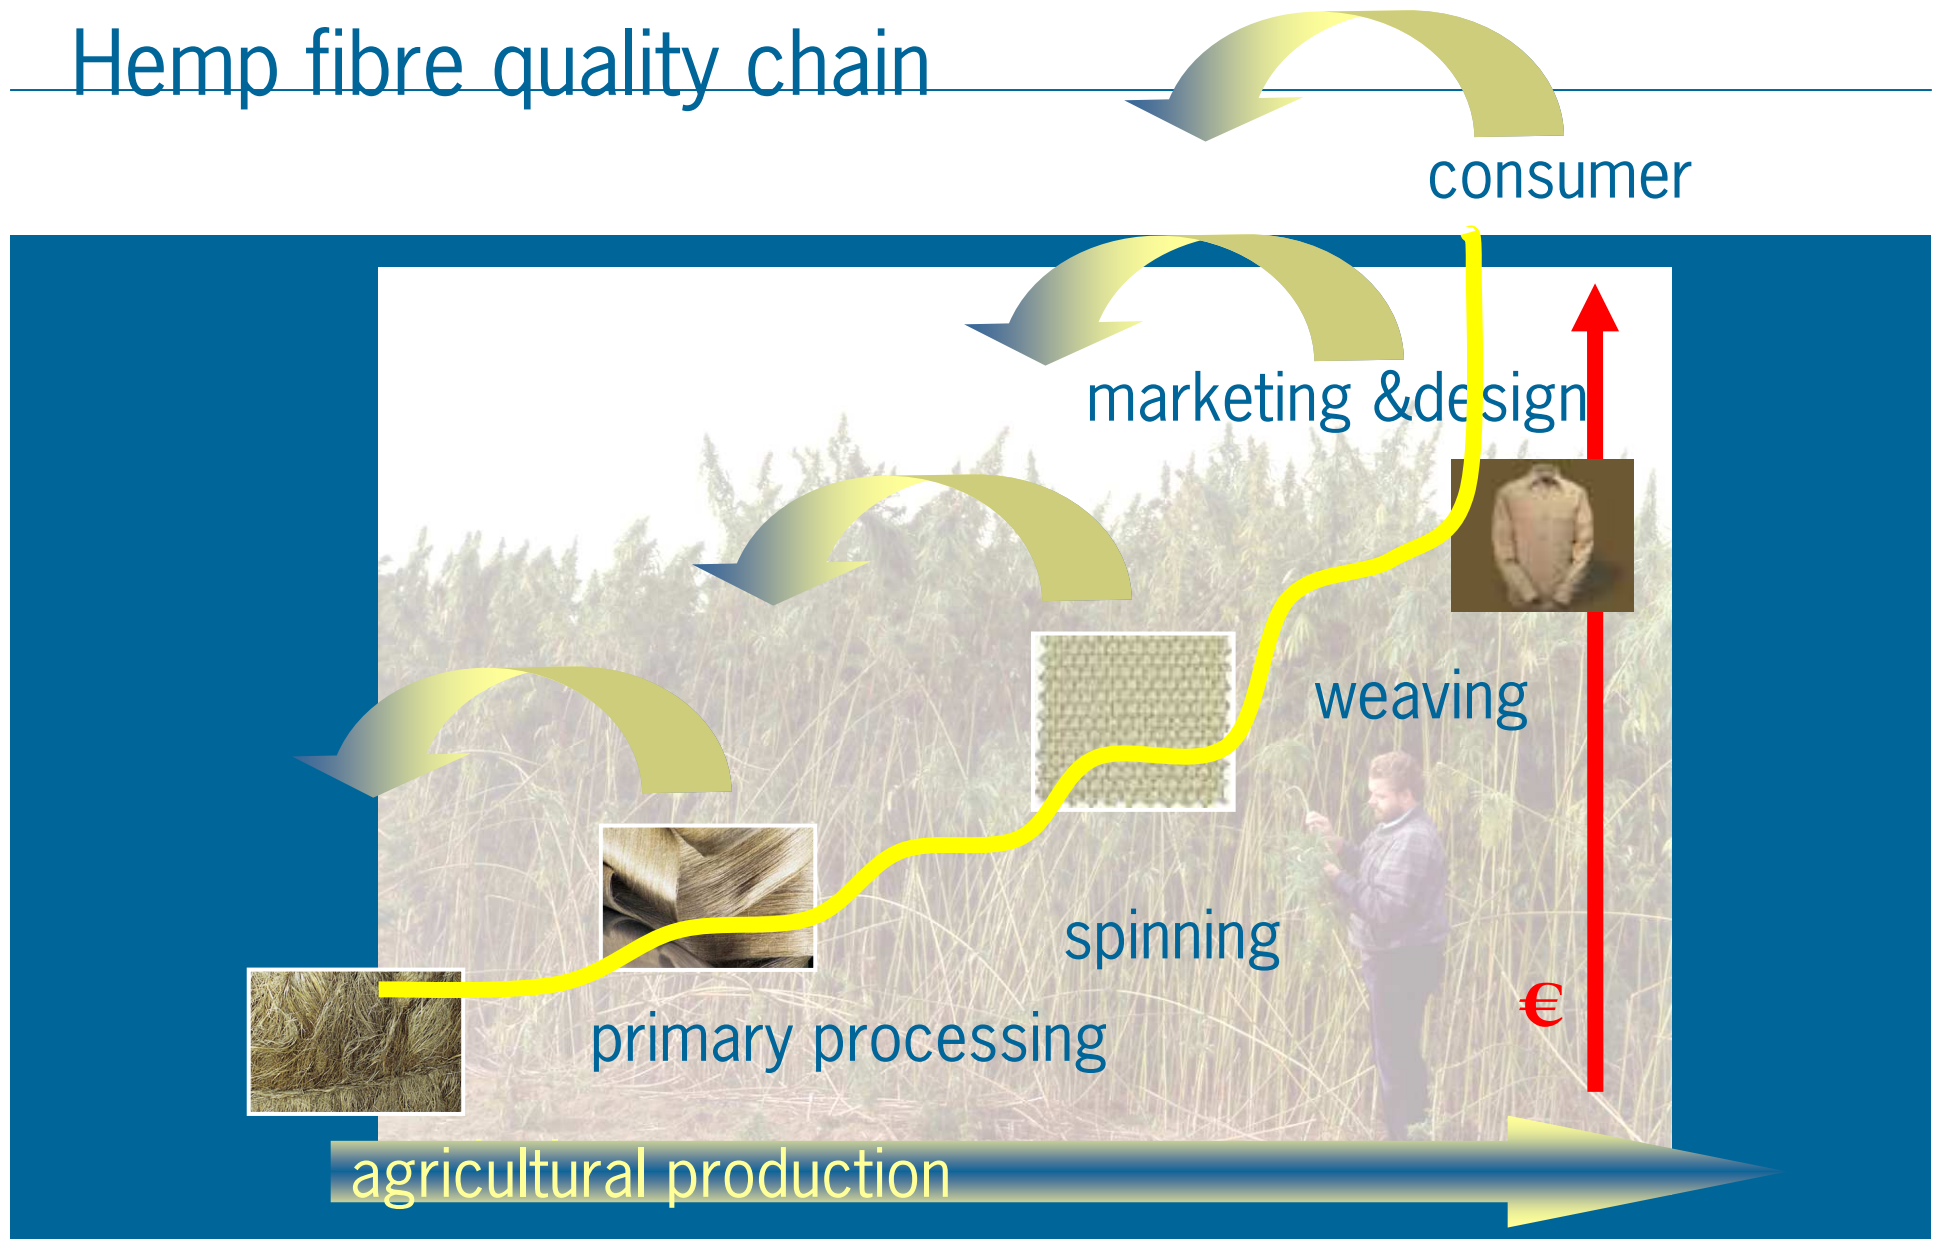 Hemp fibre quality chain
consumer
marketing &design
weaving
spinning
€
primary processing
agricultural production